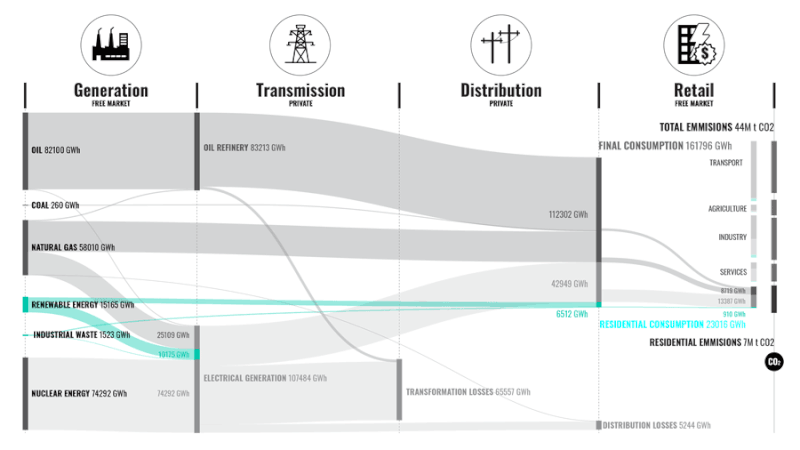 Generation
FREE MARKET
Transmission
PRIVATE
Distribution
PRIVATE
Retail
FREE MARKET
TOTAL EMMISIONS 44M t CO2
FINAL CONSUMPTION 161796 GWh
OIL 82100 GWh
OIL REFINERY 83213 GWh
TRANSPORT
COAL 260 GWh
AGRICULTURE
112302 GWh
NATURAL GAS 58010 GWh
INDUSTRY
SERVICES
42949 GWh
8719 GWh
13387 GWh
RENEWABLE ENERGY 15165 GWh
6512 GWh
910 GWh
RESIDENTIAL CONSUMPTION 23016 GWh
INDUSTRIAL WASTE 1523 GWh
25109 GWh
RESIDENTIAL EMMISIONS 7M t CO2
10175 GWh
CO2
ELECTRICAL GENERATION 107484 GWh
NUCLEAR ENERGY 74292 GWh
74292 GWh
TRANSFORMATION LOSSES 65557 GWh
DISTRIBUTION LOSSES 5244 GWh